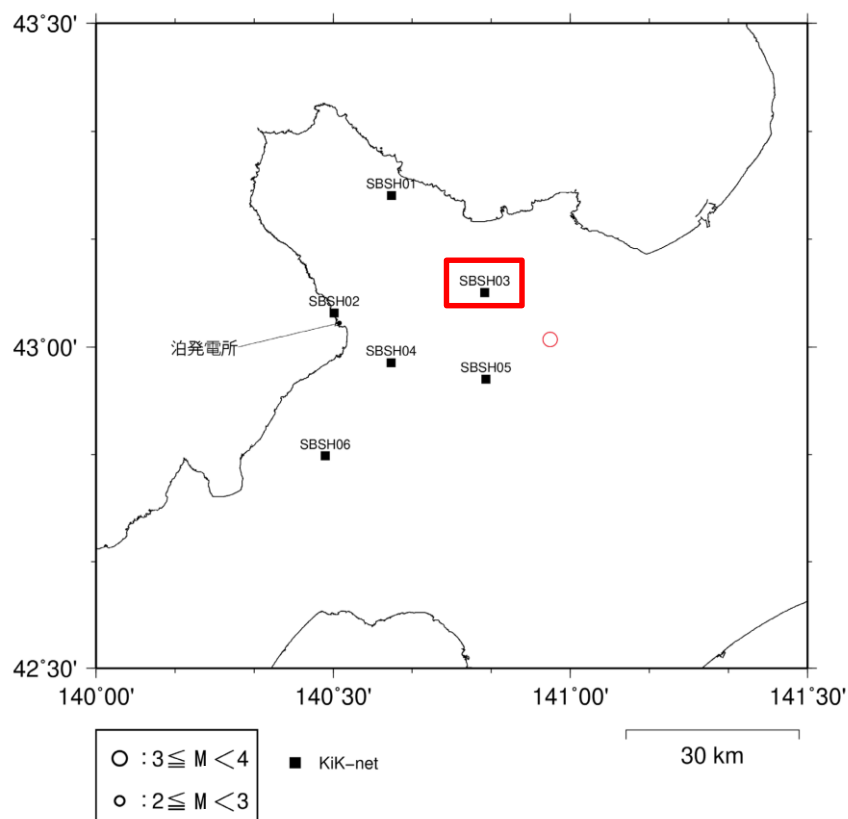 43˚30'
SBSH01
SBSH03
SBSH02
泊発電所
43˚00'
SBSH04
SBSH05
SBSH06
42˚30'
140˚00' 140˚30' 141˚00' 141˚30'
○ :3≦ M <4
■ KiK-net
30 km
○ :2≦ M <3